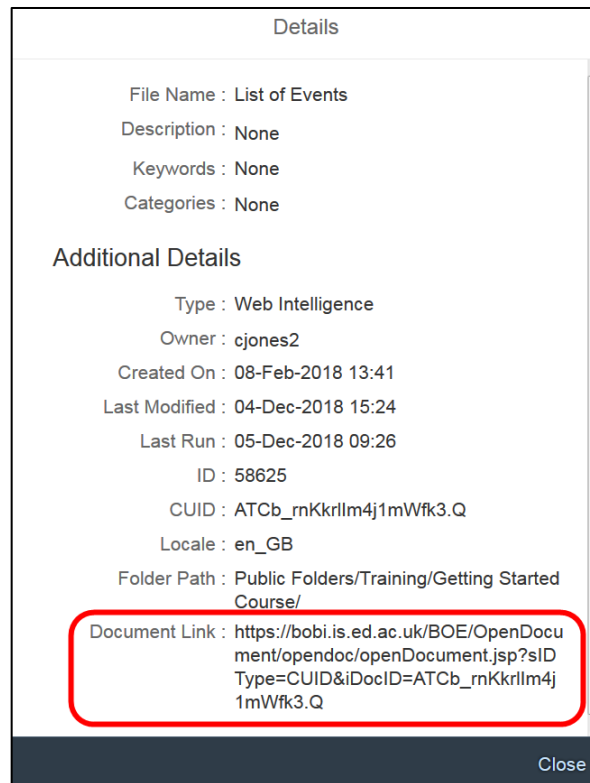 Details
File Name : List of Events
Description : None
Keywords : None
Categories : None
Additional Details
Type : Web Intelligence
Owner : cjones2
Created On : 08-Feb-2018 13:41
Last Modified : 04-Dec-2018 15:24
Last Run : 05-Dec-2018 09:26
ID : 58625
CUID : ATCb_rnKkrlIm4j1mWfk3.Q
Locale : en_GB
Folder Path : Public Folders/Training/Getting Started
Course/
Document Link : https://bobi.is.ed.ac.uk/BOE/OpenDocu
ment/opendoc/openDocument.jsp?sID
Type=CUID&iDocID=ATCb_rnKkrlIm4j
1mWfk3.Q
Close